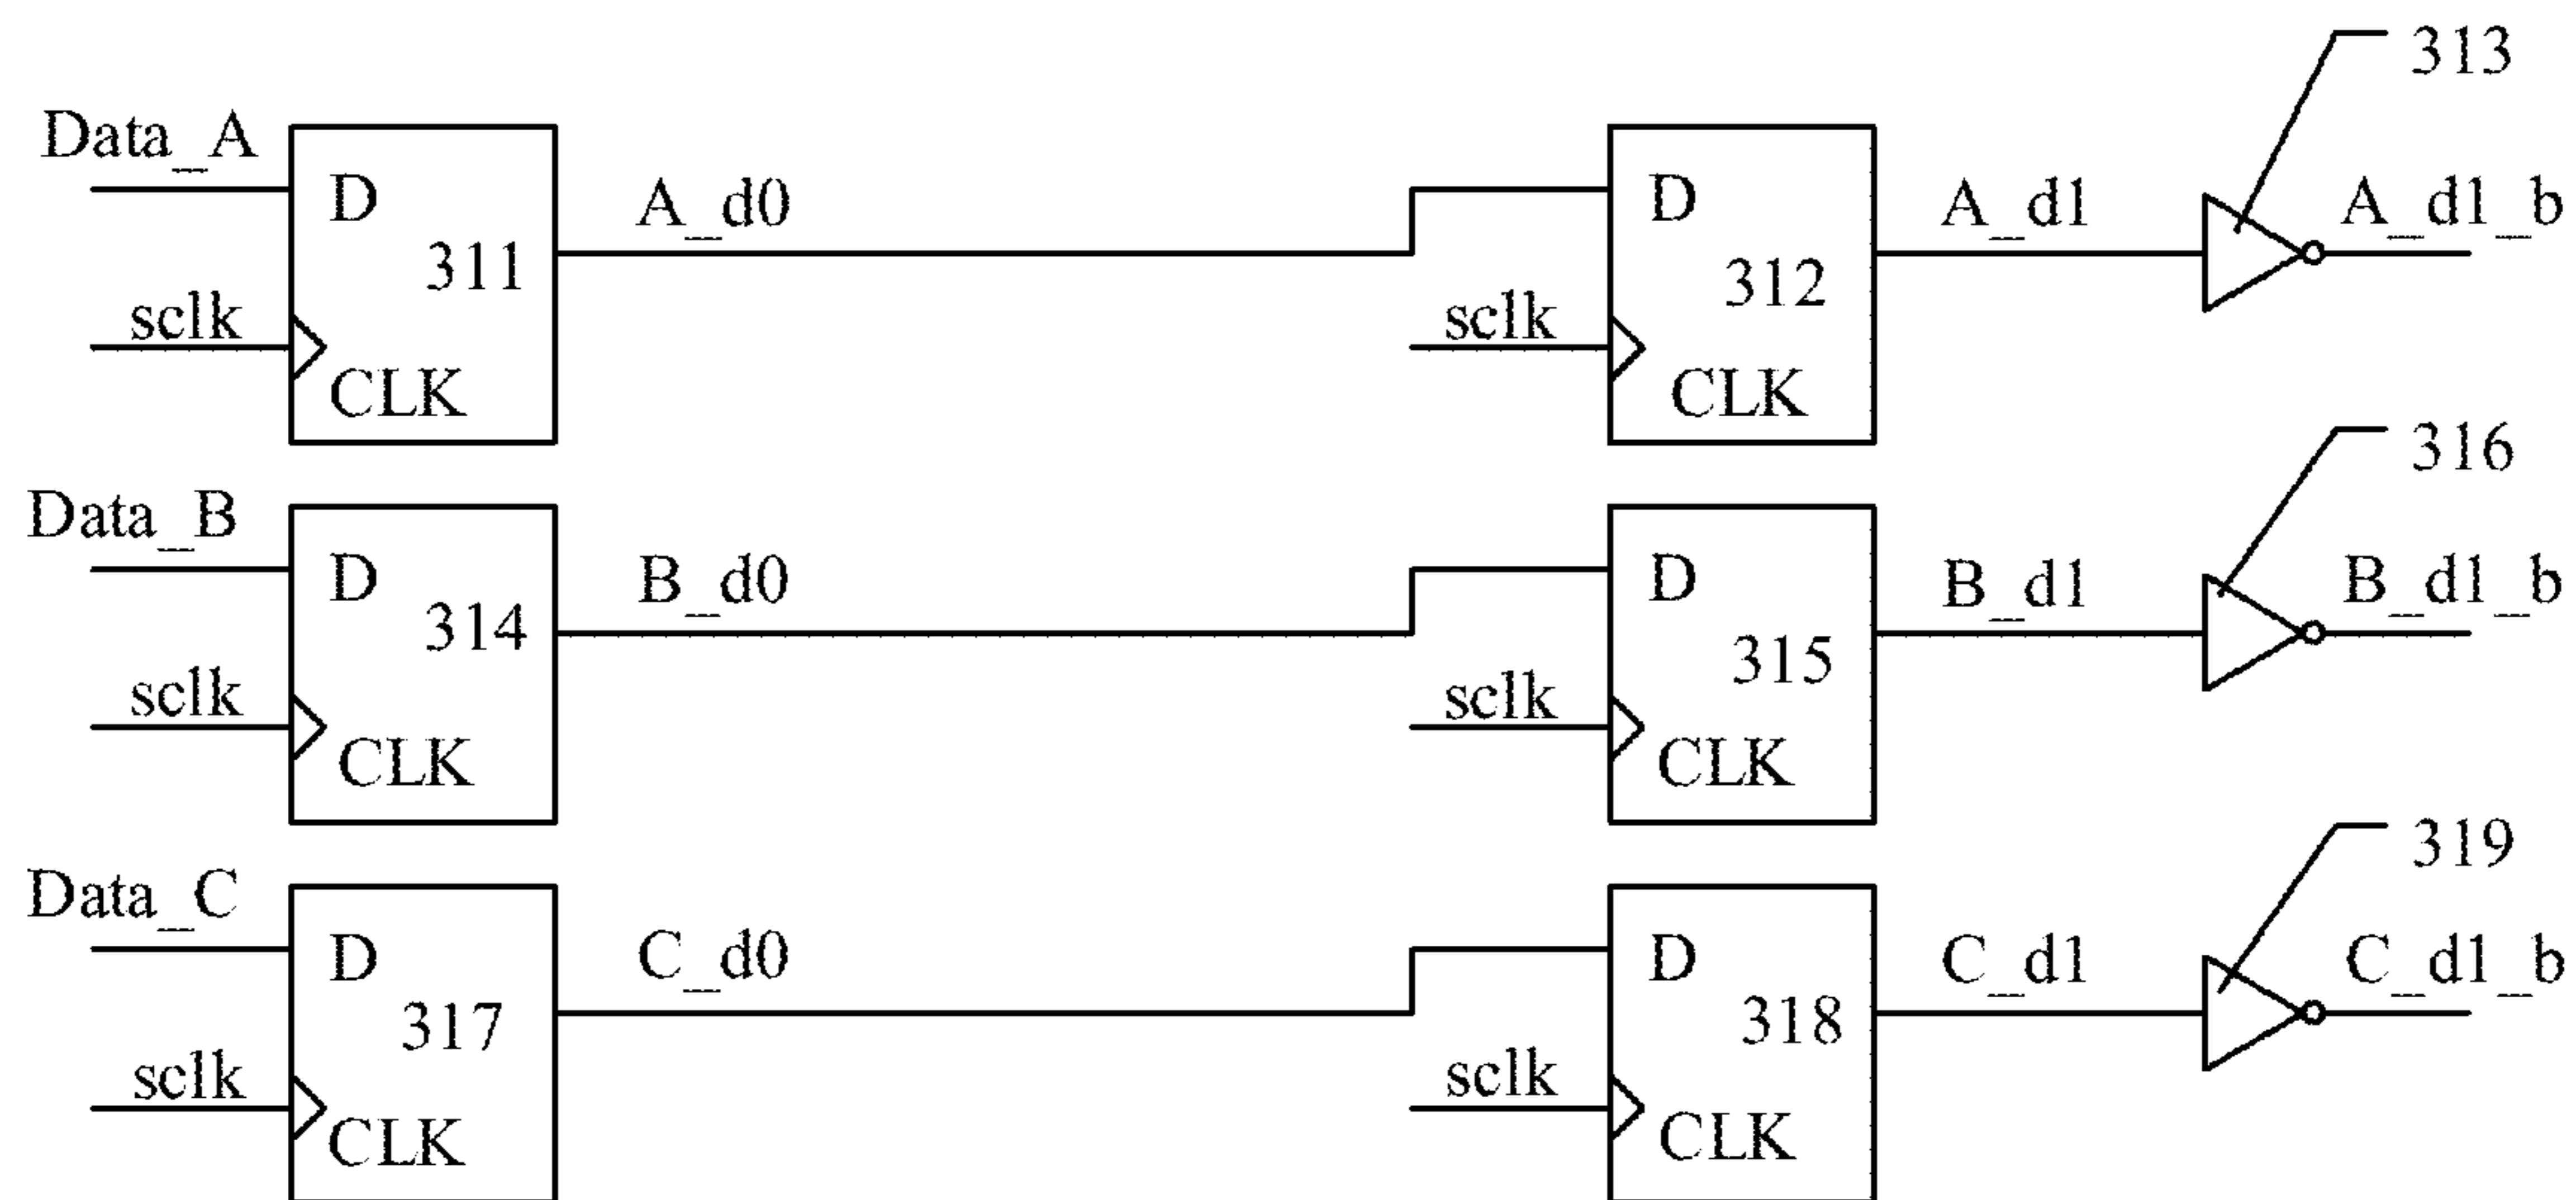 313
Data_A
D
A_d0
D
A_d1
A_d1_b
311
312
sclk
sclk
CLK
CLK
316
Data_B
D
B_d0
D
B_d1
B_d1_b
314
315
sclk
sclk
CLK
CLK
319
Data_C
D
C_d0
D
C_d1
C_d1_b
317
318
sclk
sclk
CLK
CLK